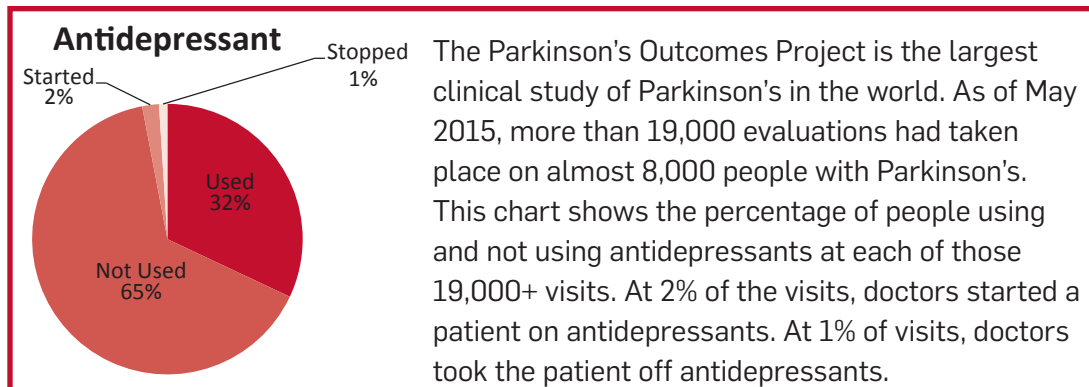 Antidepressant
Started
2%
Stopped
1%
Used
32%
Not Used
65%
The Parkinson’s Outcomes Project is the largest
clinical study of Parkinson’s in the world. As of May
2015, more than 19,000 evaluations had taken
place on almost 8,000 people with Parkinson’s.
This chart shows the percentage of people using
and not using antidepressants at each of those
19,000+ visits. At 2% of the visits, doctors started a
patient on antidepressants. At 1% of visits, doctors
took the patient off antidepressants.